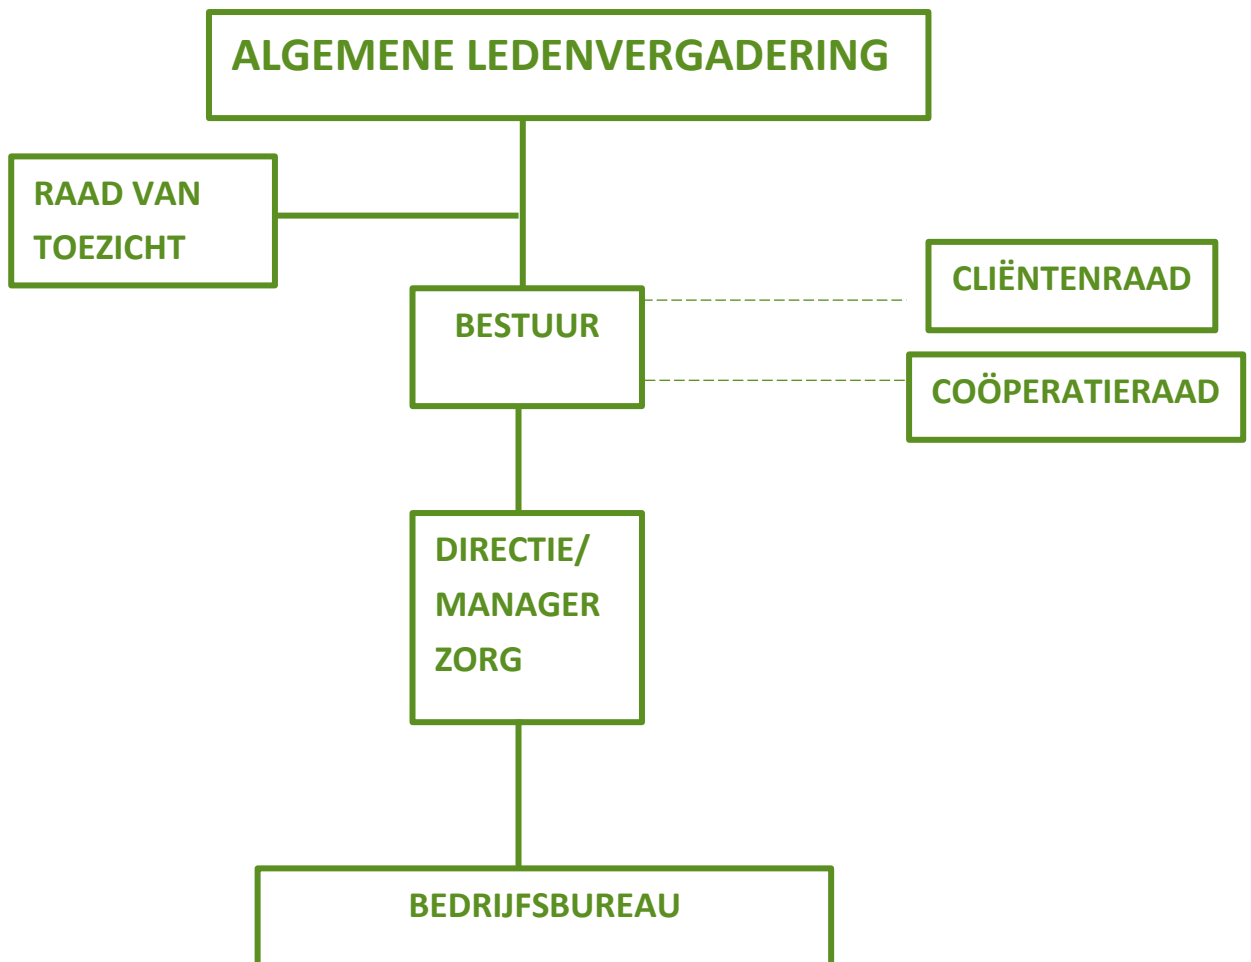 ALGEMENE LEDENVERGADERING
RAAD VAN
TOEZICHT
CLIËNTENRAAD
BESTUUR
COÖPERATIERAAD
DIRECTIE/
MANAGER
ZORG
BEDRIJFSBUREAU